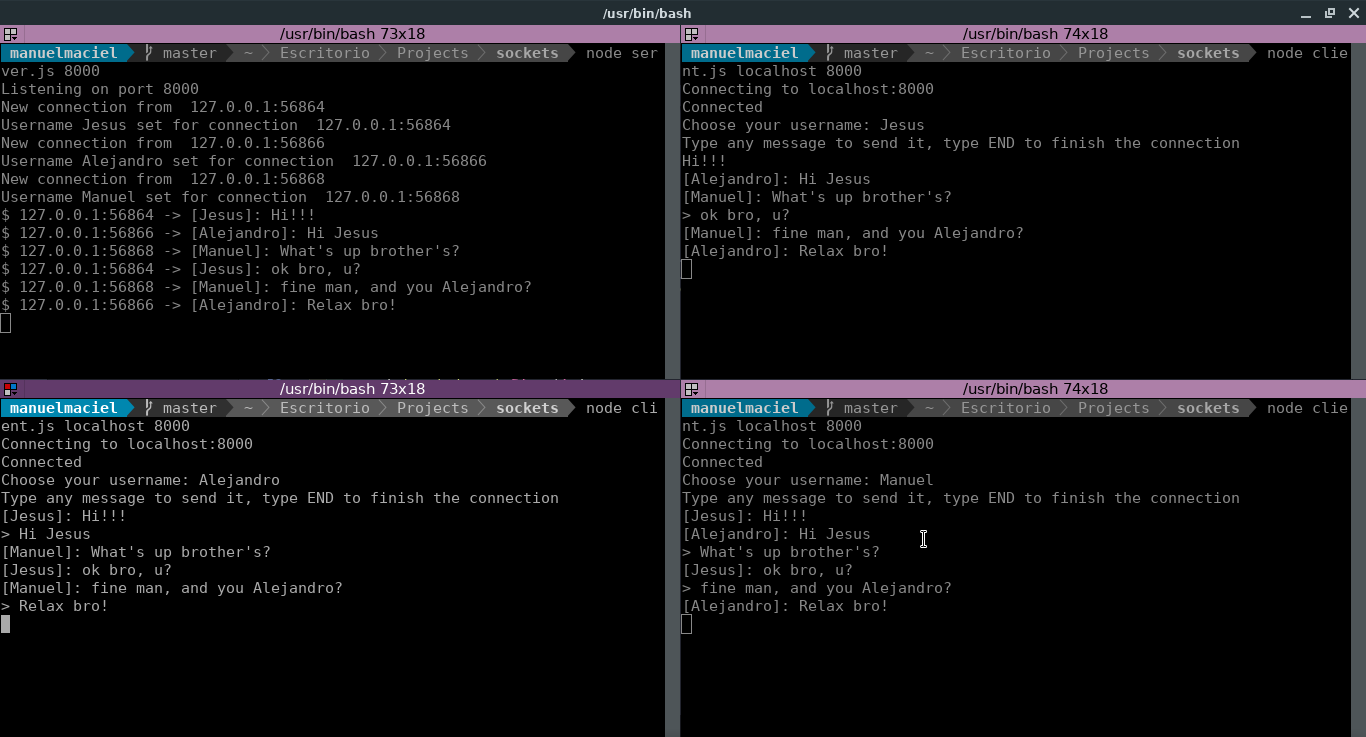 /usr/bin/bash
/usr/bin/bash 73x18
manuelmaciel master ~ Escritorio Projects sockets node ser
ver.js 8000
Listening on port 8000
New connection from  127.0.0.1:56864
Username Jesus set for connection  127.0.0.1:56864
New connection from  127.0.0.1:56866
Username Alejandro set for connection  127.0.0.1:56866
New connection from  127.0.0.1:56868
Username Manuel set for connection  127.0.0.1:56868
$ 127.0.0.1:56864 -> [Jesus]: Hi!!!
$ 127.0.0.1:56866 -> [Alejandro]: Hi Jesus
$ 127.0.0.1:56868 -> [Manuel]: What's up brother's?
$ 127.0.0.1:56864 -> [Jesus]: ok bro, u?
$ 127.0.0.1:56868 -> [Manuel]: fine man, and you Alejandro?
$ 127.0.0.1:56866 -> [Alejandro]: Relax bro!
/usr/bin/bash 74x18
manuelmaciel master ~ Escritorio Projects sockets node clie
nt.js localhost 8000
Connecting to localhost:8000
Connected
Choose your username: Jesus
Type any message to send it, type END to finish the connection
Hi!!!
[Alejandro]: Hi Jesus
[Manuel]: What's up brother's?
> ok bro, u?
[Manuel]: fine man, and you Alejandro?
[Alejandro]: Relax bro!
/usr/bin/bash 73x18
manuelmaciel master ~ Escritorio Projects sockets node cli
ent.js localhost 8000
Connecting to localhost:8000
Connected
Choose your username: Alejandro
Type any message to send it, type END to finish the connection
[Jesus]: Hi!!!
> Hi Jesus
[Manuel]: What's up brother's?
[Jesus]: ok bro, u?
[Manuel]: fine man, and you Alejandro?
> Relax bro!
/usr/bin/bash 74x18
manuelmaciel master ~ Escritorio Projects sockets node clie
nt.js localhost 8000
Connecting to localhost:8000
Connected
Choose your username: Manuel
Type any message to send it, type END to finish the connection
[Jesus]: Hi!!!
[Alejandro]: Hi Jesus
> What's up brother's?
[Jesus]: ok bro, u?
> fine man, and you Alejandro?
[Alejandro]: Relax bro!